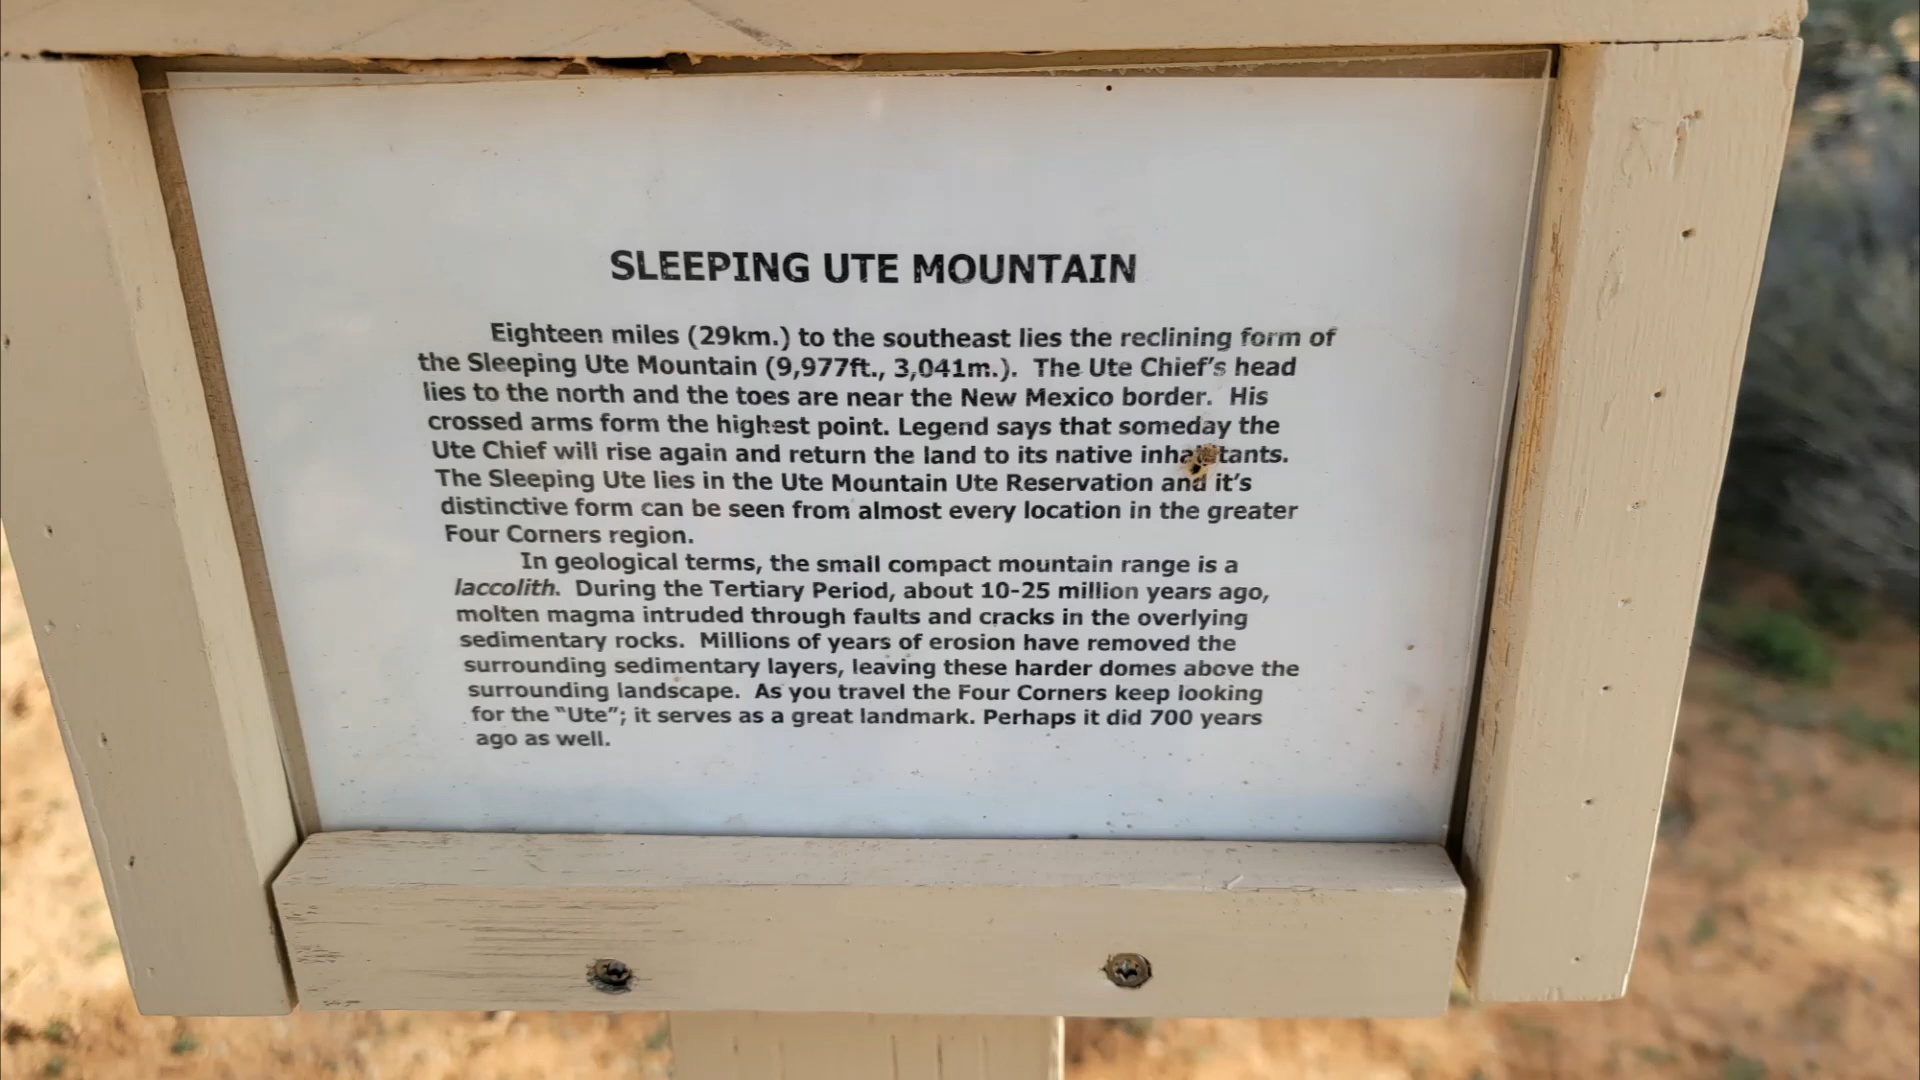 SLEEPING UTE MOUNTAIN
Eighteen miles (29km.) to the southeast lies the reclining form of
the Sleeping Ute Mountain (9,977ft., 3,041m.). The Ute Chief's head
lies to the north and the toes are near the New Mexico border. His
crossed arms form the highest point. Legend says that someday the
Ute Chief will rise again and return the land to its native inhabitants.
The Sleeping Ute lies in the Ute Mountain Ute Reservation and it's
distinctive form can be seen from almost every location in the greater
Four Corners region.
In geological terms, the small compact mountain range is a
laccolith. During the Tertiary Period, about 10-25 million years ago,
molten magma intruded through faults and cracks in the overlying
sedimentary rocks. Millions of years of erosion have removed the
surrounding sedimentary layers, leaving these harder domes above the
surrounding landscape. As you travel the Four Corners keep looking
for the “Ute”; it serves as a great landmark. Perhaps it did 700 years
ago as well.